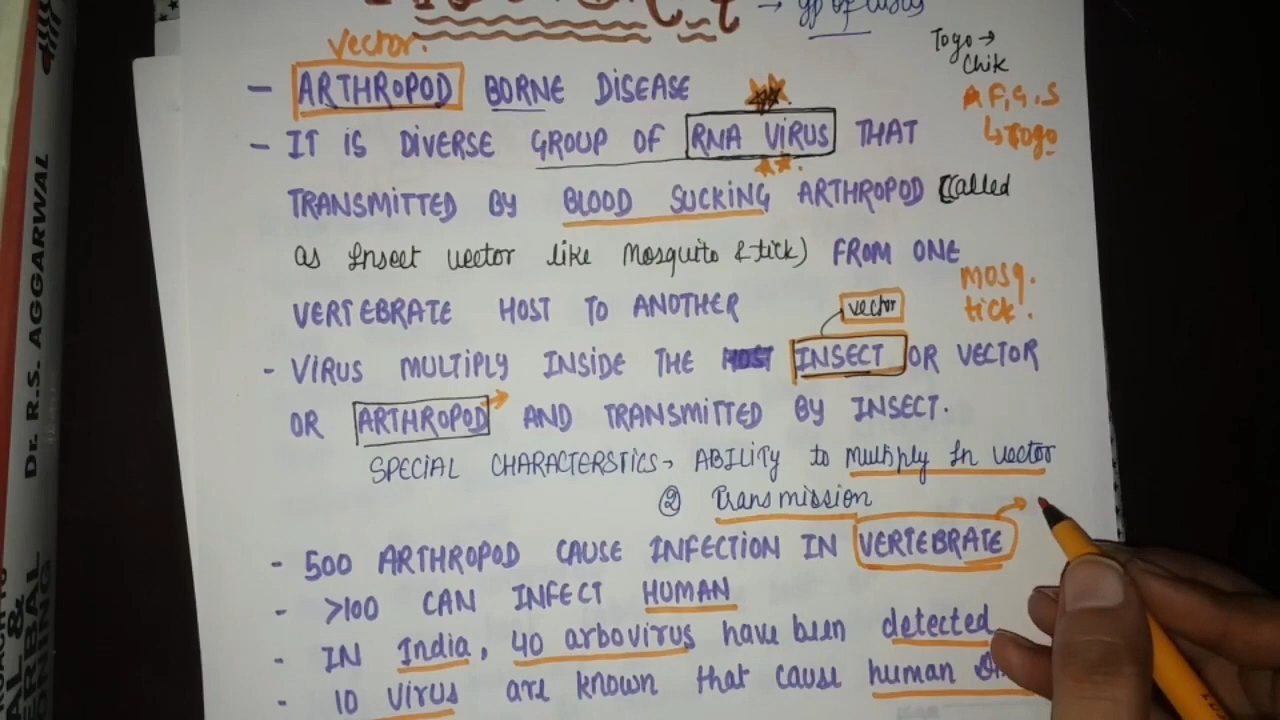 → gp of
Vector.
Togo →
Chik
- ARTHROPOD BORNE DISEASE
A F, G, S
↳ Togo
- IT IS DIVERSE GROUP OF RNA VIRUS THAT
TRANSMITTED BY BLOOD SUCKING ARTHROPOD (Called
as Insect vector like Mosquito & tick) FROM ONE
mosq.
tick.
VERTEBRATE HOST TO ANOTHER
vector
- VIRUS MULTIPLY INSIDE THE INSECT OR VECTOR
OR ARTHROPOD AND TRANSMITTED BY INSECT.
SPECIAL CHARACTERSTICS → ABILITY to multiply In vector
② Transmission
- 500 ARTHROPOD CAUSE INFECTION IN VERTEBRATE →
- >100 CAN INFECT HUMAN
- IN India, 40 arbovirus have been detected
- 10 virus are known that cause human
Dr. R.S. AGGARWAL